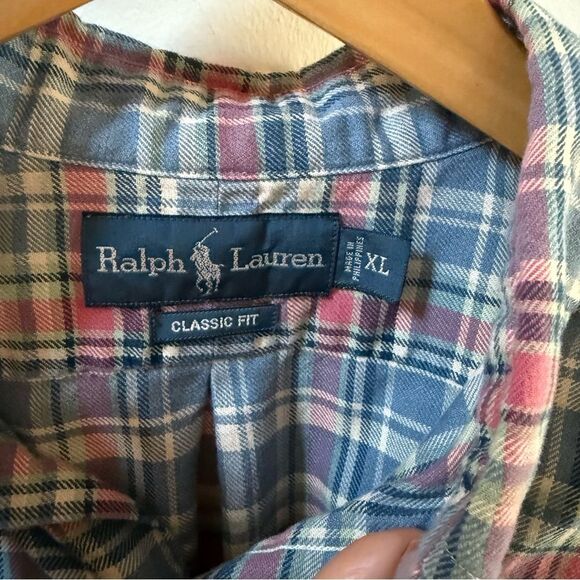 Ralph Lauren
MADE IN
PHILIPPINES
XL
CLASSIC FIT